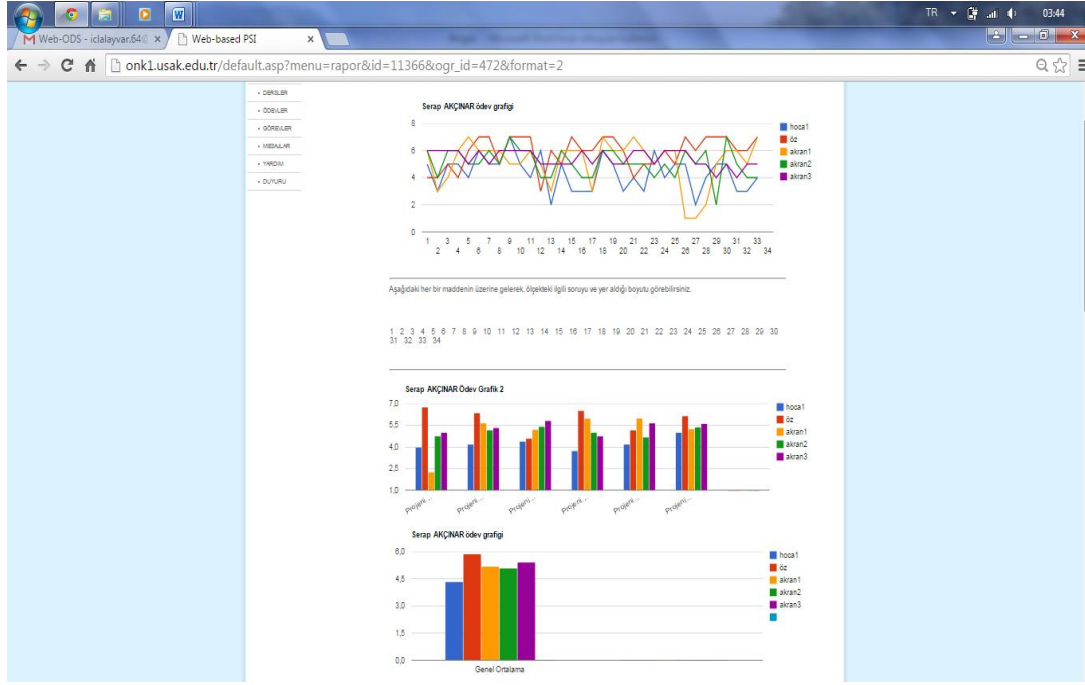 TR 03:44
Web-ODS - iclalayvar.64@ x Web-based PSI x
onk1.usak.edu.tr/default.asp?menu=rapor&id=11366&ogr_id=472&format=2
DERSLER
ÖDEVLER
GÖREVLER
MESAJLAR
YARDIM
DUYURU
Serap AKÇINAR ödev grafigi
8
6
4
2
0
1 3 5 7 9 11 13 15 17 19 21 23 25 27 29 31 33
2 4 6 8 10 12 14 16 18 20 22 24 26 28 30 32 34
hoca1
öz
akran1
akran2
akran3
Aşağıdaki her bir maddenin üzerine gelerek, ölçekteki ilgili soruyu ve yer aldığı boyutu görebilirsiniz.
1 2 3 4 5 6 7 8 9 10 11 12 13 14 15 16 17 18 19 20 21 22 23 24 25 26 27 28 29 30
31 32 33 34
Serap AKÇINAR Ödev Grafik 2
7,0
5,5
4,0
2,5
1,0
Projeni... Projeni... Projeni... Projeni... Projeni... Projeni...
hoca1
öz
akran1
akran2
akran3
Serap AKÇINAR ödev grafigi
6,0
4,5
3,0
1,5
0,0
Genel Ortalama
hoca1
öz
akran1
akran2
akran3